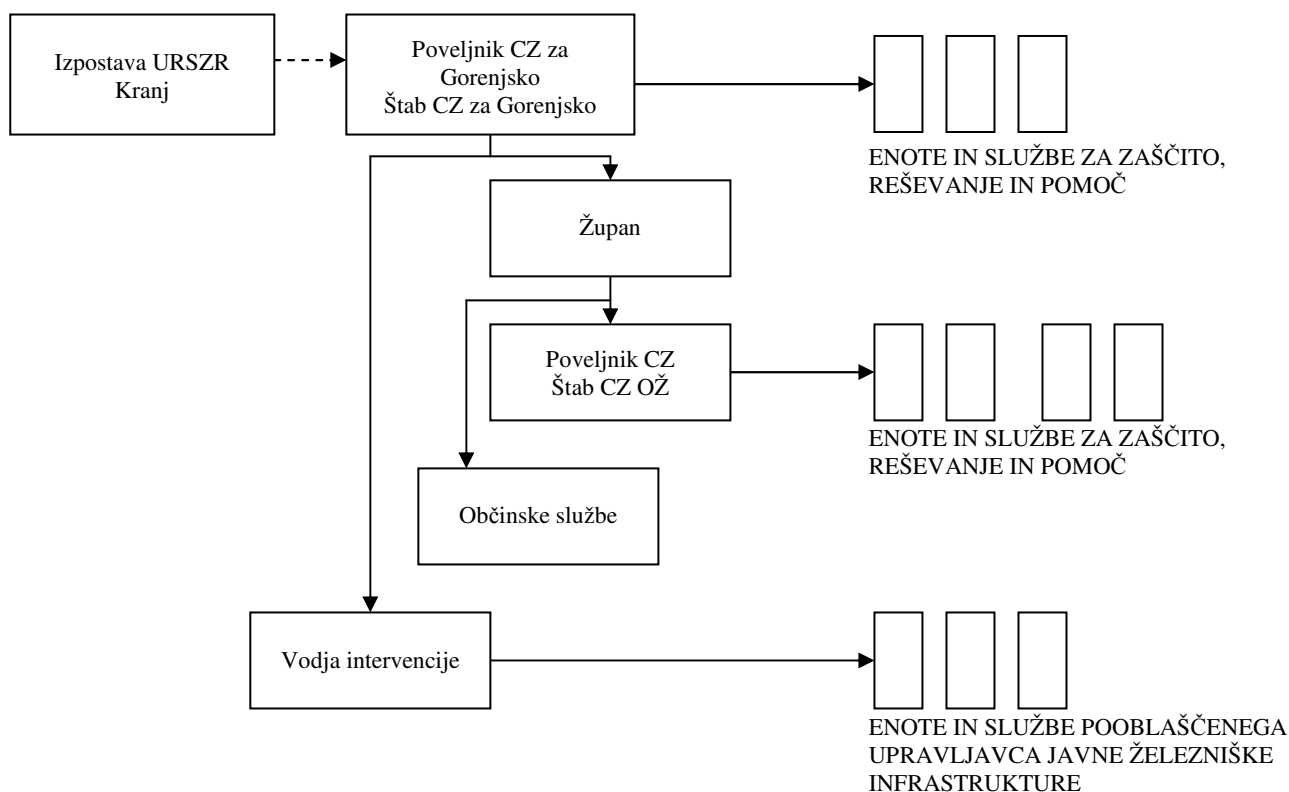 Izpostava URSZR
Kranj
Poveljnik CZ za
Gorenjsko
Štab CZ za Gorenjsko
ENOTE IN SLUŽBE ZA ZAŠČITO,
REŠEVANJE IN POMOČ
Župan
Poveljnik CZ
Štab CZ OŽ
ENOTE IN SLUŽBE ZA ZAŠČITO,
REŠEVANJE IN POMOČ
Občinske službe
Vodja intervencije
ENOTE IN SLUŽBE POOBLAŠČENEGA
UPRAVLJAVCA JAVNE ŽELEZNIŠKE
INFRASTRUKTURE